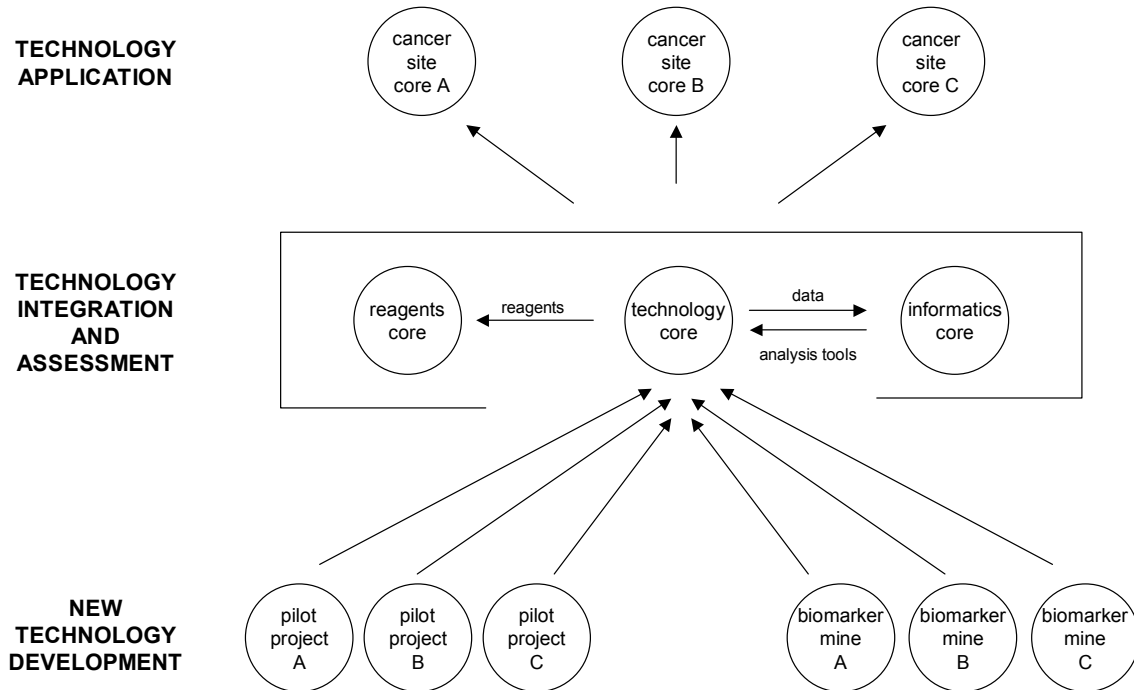 TECHNOLOGY
APPLICATION
cancer
site
core A
cancer
site
core B
cancer
site
core C
TECHNOLOGY
INTEGRATION
AND
ASSESSMENT
reagents
core
reagents
technology
core
data
analysis tools
informatics
core
NEW
TECHNOLOGY
DEVELOPMENT
pilot
project
A
pilot
project
B
pilot
project
C
biomarker
mine
A
biomarker
mine
B
biomarker
mine
C